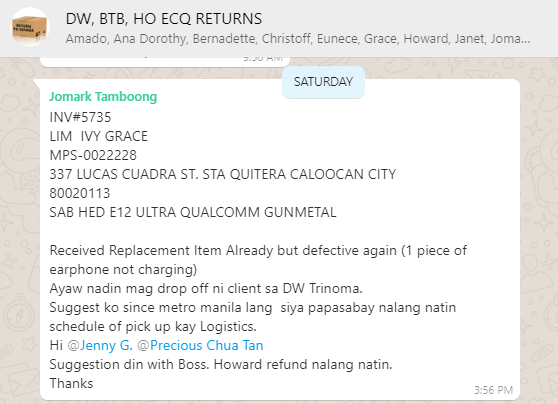 DW, BTB, HO ECQ RETURNS
Amado, Ana Dorothy, Bernadette, Christoff, Eunece, Grace, Howard, Janet, Joma...
9:50 AM
SATURDAY
Jomark Tamboong
INV#5735
LIM IVY GRACE
MPS-0022228
337 LUCAS CUADRA ST. STA QUITERA CALOOCAN CITY
80020113
SAB HED E12 ULTRA QUALCOMM GUNMETAL
Received Replacement Item Already but defective again (1 piece of
earphone not charging)
Ayaw nadin mag drop off ni client sa DW Trinoma.
Suggest ko since metro manila lang siya papasabay nalang natin
schedule of pick up kay Logistics.
Hi @Jenny G. @Precious Chua Tan
Suggestion din with Boss. Howard refund nalang natin.
Thanks
3:56 PM